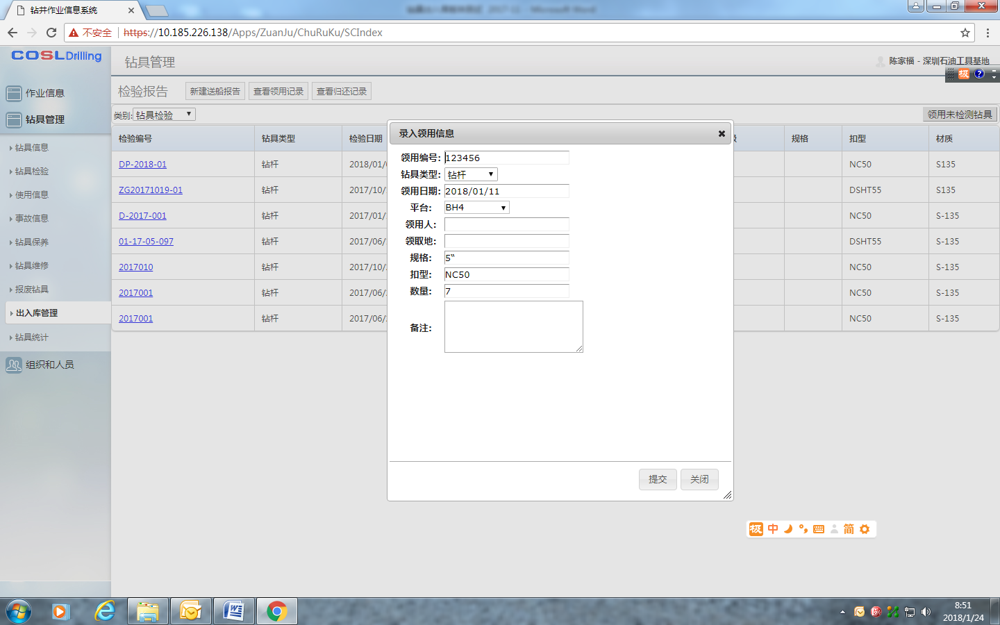 钻井作业信息系统
不安全 https://10.185.226.138/Apps/ZuanJu/ChuRuKu/SCIndex
COSL Drilling
钻具管理
陈家福 - 深圳石油工具基地
极
作业信息
钻具管理
钻具信息
钻具检验
使用信息
事故信息
钻具保养
钻具维修
报废钻具
出入库管理
钻具统计
组织和人员
检验报告 新建送船报告 查看领用记录 查看归还记录
类别: 钻具检验 领用未检测钻具
检验编号 钻具类型 检验日期 规格 扣型 材质
DP-2018-01 钻杆 2018/01/ NC50 S135
ZG20171019-01 钻杆 2017/10/ DSHT55 S135
D-2017-001 钻杆 2017/01/ NC50 S-135
01-17-05-097 钻杆 2017/06/ DSHT55 S-135
2017010 钻杆 2017/10/ NC50 S-135
2017001 钻杆 2017/06/ NC50 S-135
2017001 钻杆 2017/06/ NC50 S-135
录入领用信息
领用编号: 123456
钻具类型: 钻杆
领用日期: 2018/01/11
平台: BH4
领用人:
领取地:
规格: 5“
扣型: NC50
数量: 7
备注:
提交 关闭
极 中 简
8:51
2018/1/24